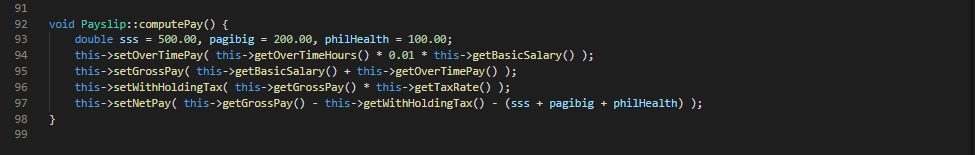 91
92 void Payslip::computePay() {
93 double sss = 500.00, pagibig = 200.00, philHealth = 100.00;
94 this->setOverTimePay( this->getOverTimeHours() * 0.01 * this->getBasicSalary() );
95 this->setGrossPay( this->getBasicSalary() + this->getOverTimePay() );
96 this->setWithHoldingTax( this->getGrossPay() * this->getTaxRate() );
97 this->setNetPay( this->getGrossPay() - this->getWithHoldingTax() - (sss + pagibig + philHealth) );
98 }
99